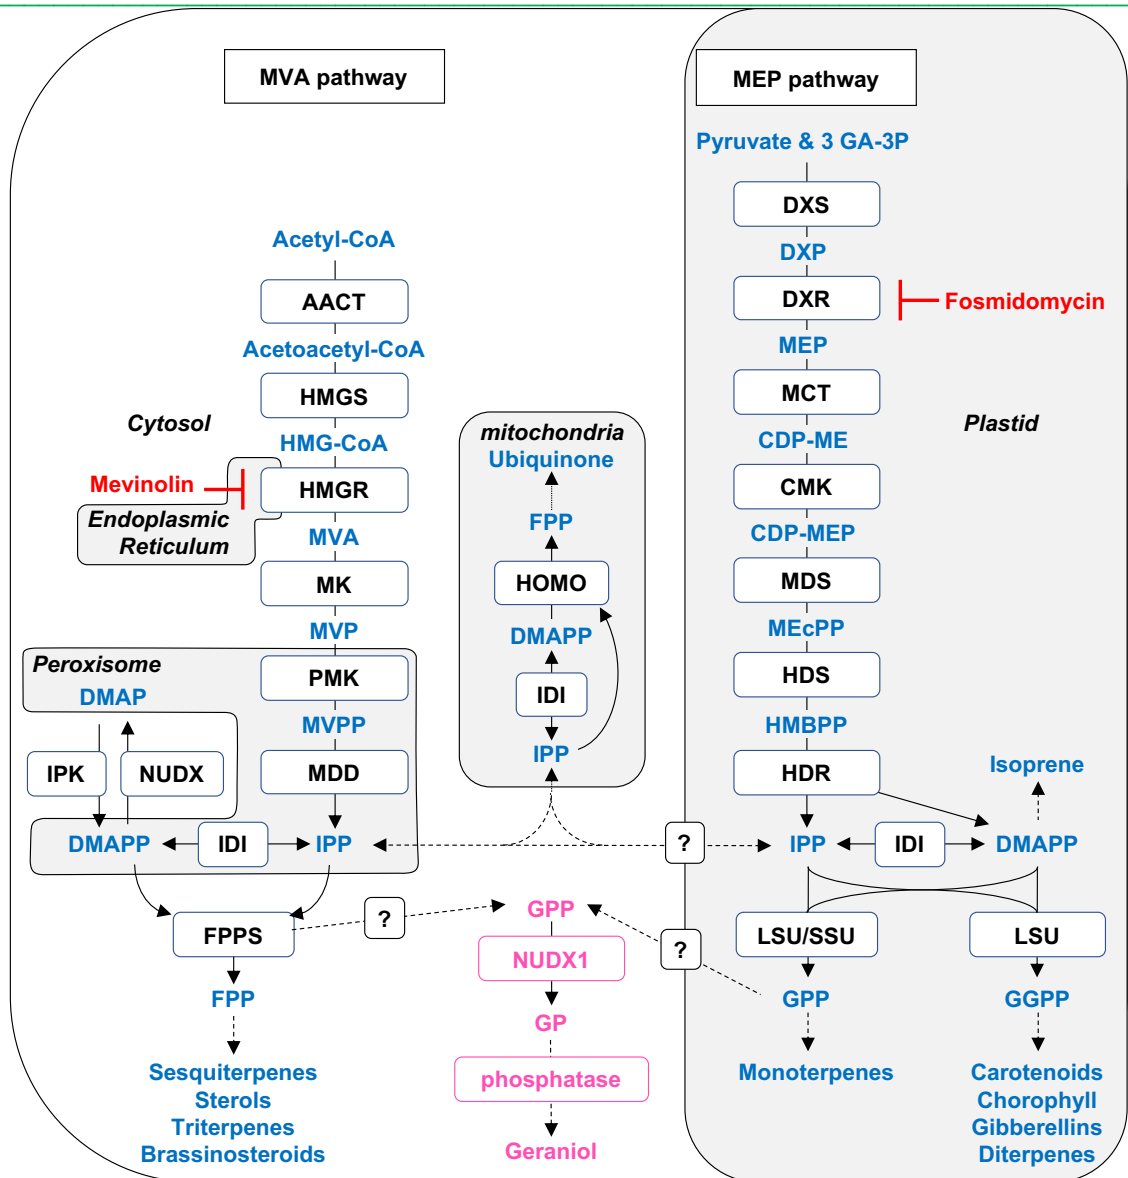 MVA pathway
Acetyl-CoA
AACT
Acetoacetyl-CoA
HMGS
Cytosol
HMG-CoA
Mevinolin
HMGR
Endoplasmic
Reticulum
MVA
MK
MVP
Peroxisome
DMAP
PMK
MVPP
IPK
NUDX
MDD
DMAPP
IDI
IPP
FPPS
FPP
Sesquiterpenes
Sterols
Triterpenes
Brassinosteroids
mitochondria
Ubiquinone
FPP
HOMO
DMAPP
IDI
IPP
?
?
?
GPP
NUDX1
GP
phosphatase
Geraniol
MEP pathway
Pyruvate & 3 GA-3P
DXS
DXP
DXR
Fosmidomycin
MEP
MCT
Plastid
CDP-ME
CMK
CDP-MEP
MDS
MEcPP
HDS
HMBPP
HDR
Isoprene
IPP
IDI
DMAPP
LSU/SSU
LSU
GPP
GGPP
Monoterpenes
Carotenoids
Chorophyll
Gibberellins
Diterpenes